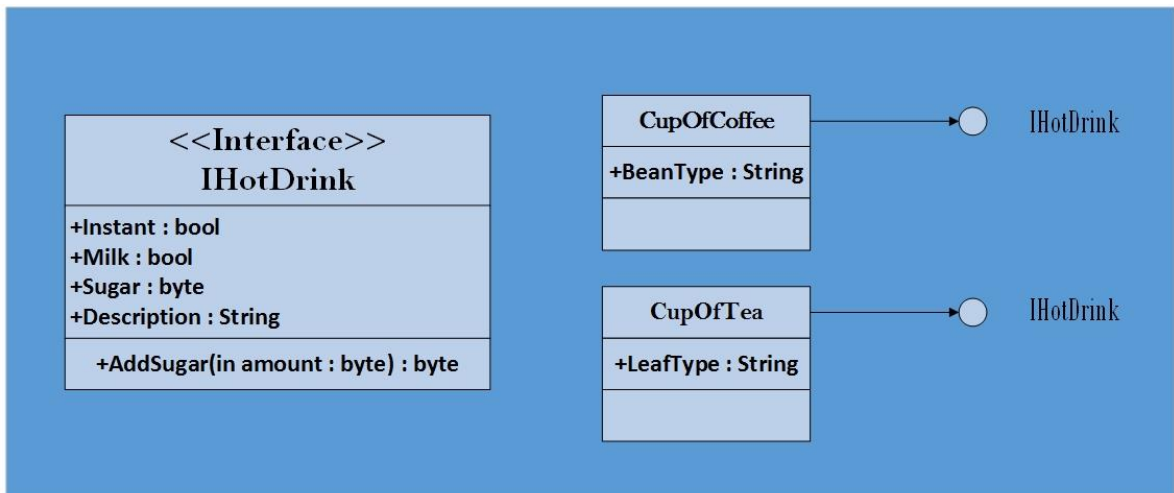 <<Interface>>
IHotDrink
+Instant : bool
+Milk : bool
+Sugar : byte
+Description : String
+AddSugar(in amount : byte) : byte
CupOfCoffee
+BeanType : String
IHotDrink
CupOfTea
+LeafType : String
IHotDrink